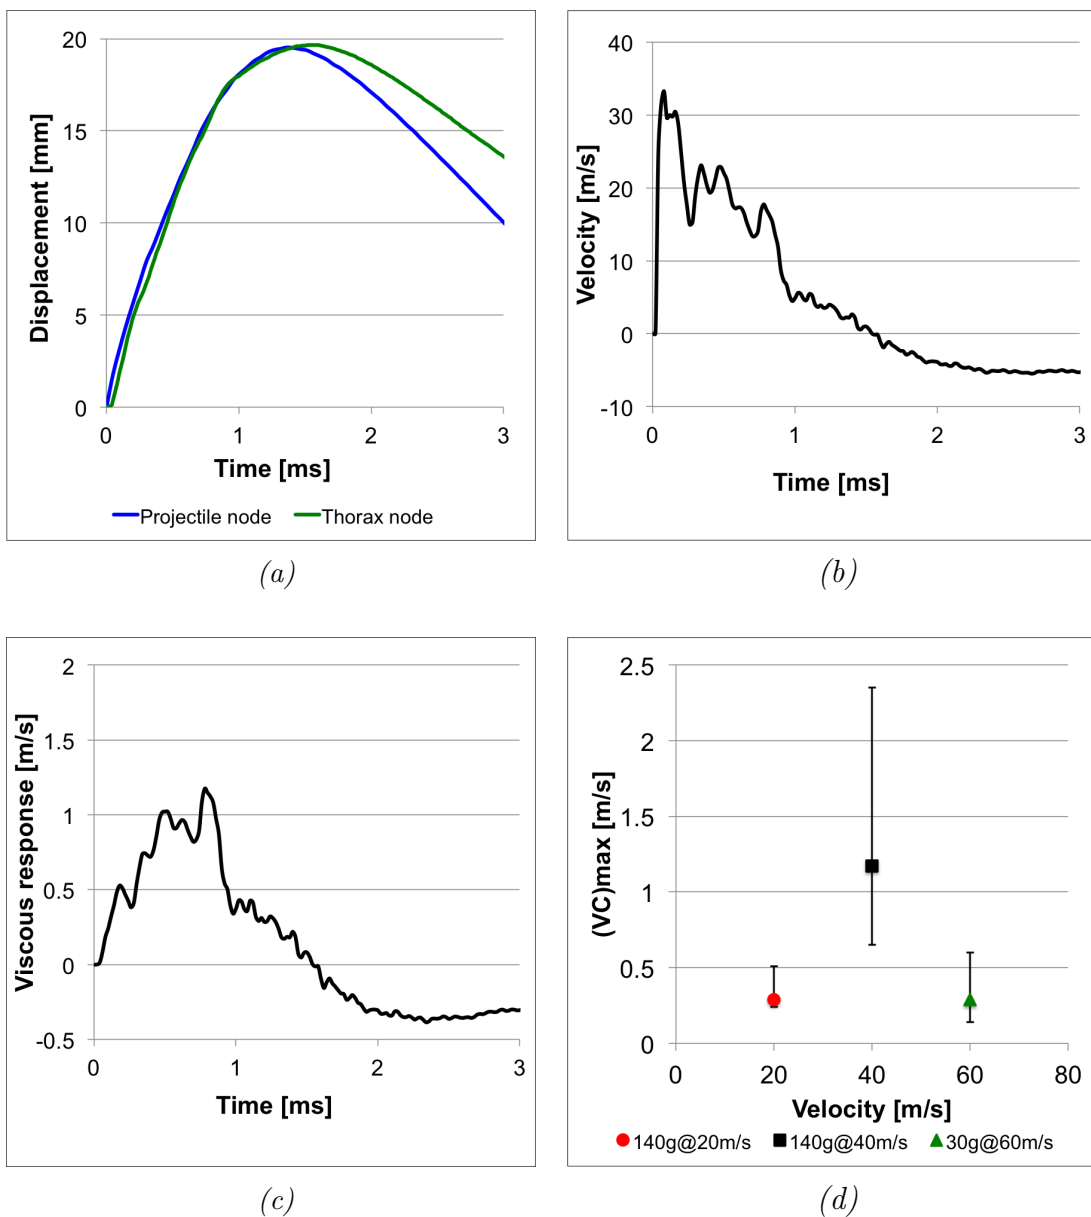 20
15
10
5
0
0 1 2 3
Displacement [mm]
Time [ms]
Projectile node Thorax node
(a)
40
30
20
10
0
-10
0 1 2 3
Velocity [m/s]
Time [ms]
(b)
2
1.5
1
0.5
0
-0.5
0 1 2 3
Viscous response [m/s]
Time [ms]
(c)
2.5
2
1.5
1
0.5
0
0 20 40 60 80
(VC)max [m/s]
Velocity [m/s]
140g@20m/s 140g@40m/s 30g@60m/s
(d)